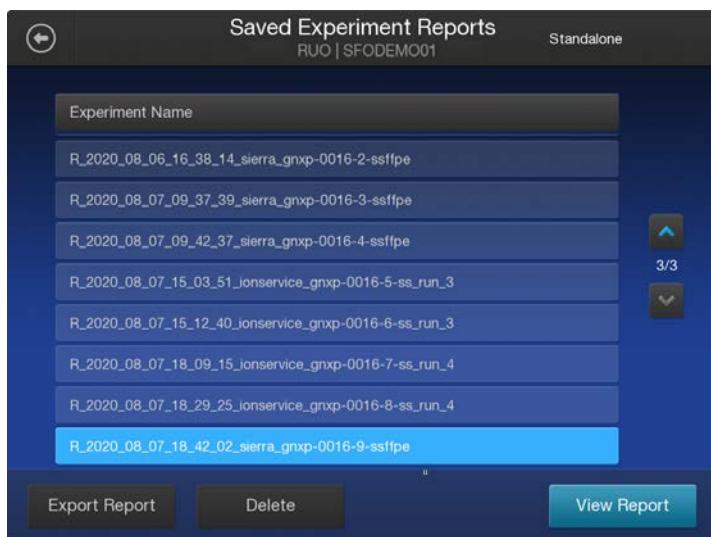 Saved Experiment Reports
RUO | SFODEMO01
Standalone
Experiment Name
R_2020_08_06_16_38_14_sierra_gnxp-0016-2-ssffpe
R_2020_08_07_09_37_39_sierra_gnxp-0016-3-ssffpe
R_2020_08_07_09_42_37_sierra_gnxp-0016-4-ssffpe
R_2020_08_07_15_03_51_ionservice_gnxp-0016-5-ss_run_3
R_2020_08_07_15_12_40_ionservice_gnxp-0016-6-ss_run_3
R_2020_08_07_18_09_15_ionservice_gnxp-0016-7-ss_run_4
R_2020_08_07_18_29_25_ionservice_gnxp-0016-8-ss_run_4
R_2020_08_07_18_42_02_sierra_gnxp-0016-9-ssffpe
3/3
Export Report
Delete
View Report